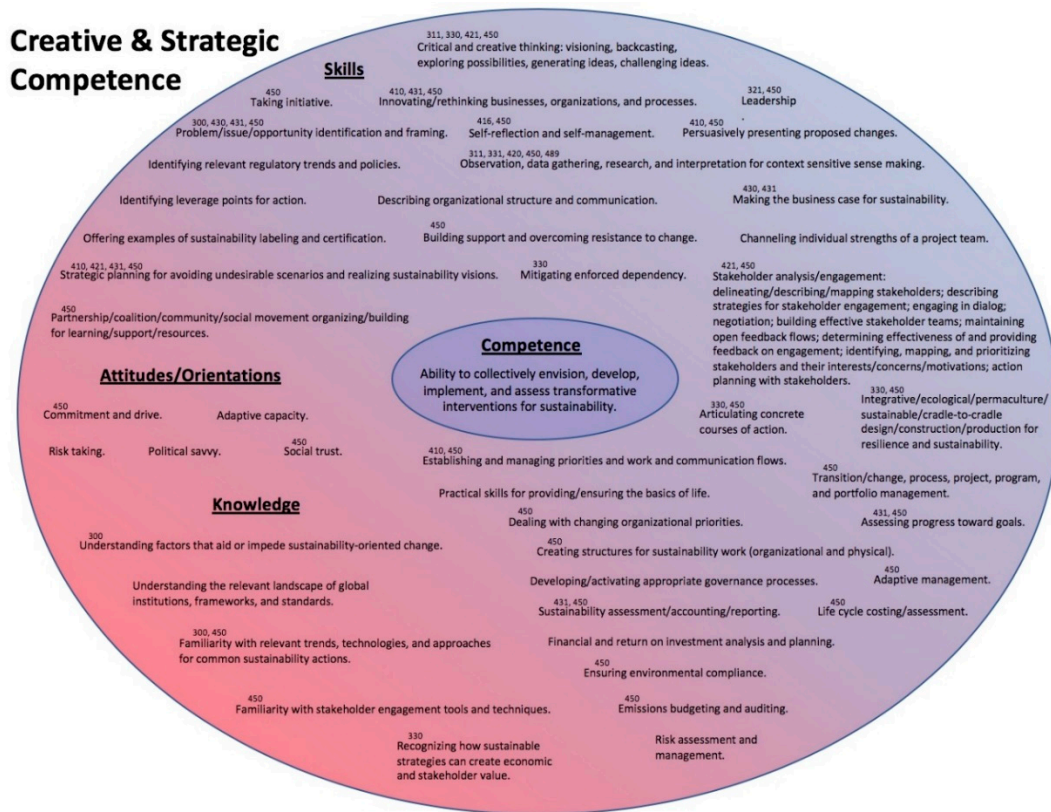 Creative & Strategic
Competence
311, 330, 421, 450
Critical and creative thinking: visioning, backcasting,
exploring possibilities, generating ideas, challenging ideas.
Skills
450
Taking initiative.
410, 431, 450
Innovating/rethinking businesses, organizations, and processes.
321, 450
Leadership
300, 430, 431, 450
Problem/issue/opportunity identification and framing.
416, 450
Self-reflection and self-management.
410, 450
Persuasively presenting proposed changes.
Identifying relevant regulatory trends and policies.
311, 331, 420, 450, 489
Observation, data gathering, research, and interpretation for context sensitive sense making.
Identifying leverage points for action.
Describing organizational structure and communication.
430, 431
Making the business case for sustainability.
Offering examples of sustainability labeling and certification.
450
Building support and overcoming resistance to change.
Channeling individual strengths of a project team.
410, 421, 431, 450
Strategic planning for avoiding undesirable scenarios and realizing sustainability visions.
330
Mitigating enforced dependency.
421, 450
Stakeholder analysis/engagement:
delineating/describing/mapping stakeholders; describing
strategies for stakeholder engagement; engaging in dialog;
negotiation; building effective stakeholder teams; maintaining
open feedback flows; determining effectiveness of and providing
feedback on engagement; identifying, mapping, and prioritizing
stakeholders and their interests/concerns/motivations; action
planning with stakeholders.
450
Partnership/coalition/community/social movement organizing/building
for learning/support/resources.
Competence
Ability to collectively envision, develop,
implement, and assess transformative
interventions for sustainability.
Attitudes/Orientations
450
Commitment and drive.
Adaptive capacity.
330, 450
Articulating concrete
courses of action.
330, 450
Integrative/ecological/permaculture/
sustainable/cradle-to-cradle
design/construction/production for
resilience and sustainability.
Risk taking.
Political savvy.
450
Social trust.
410, 450
Establishing and managing priorities and work and communication flows.
450
Transition/change, process, project, program,
and portfolio management.
Practical skills for providing/ensuring the basics of life.
Knowledge
450
Dealing with changing organizational priorities.
431, 450
Assessing progress toward goals.
300
Understanding factors that aid or impede sustainability-oriented change.
450
Creating structures for sustainability work (organizational and physical).
Understanding the relevant landscape of global
institutions, frameworks, and standards.
Developing/activating appropriate governance processes.
450
Adaptive management.
431, 450
Sustainability assessment/accounting/reporting.
450
Life cycle costing/assessment.
300, 450
Familiarity with relevant trends, technologies, and approaches
for common sustainability actions.
Financial and return on investment analysis and planning.
450
Ensuring environmental compliance.
450
Familiarity with stakeholder engagement tools and techniques.
450
Emissions budgeting and auditing.
330
Recognizing how sustainable
strategies can create economic
and stakeholder value.
Risk assessment and
management.